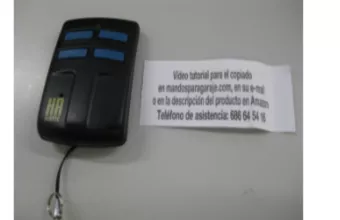 Video tutorial para el copiado
en mandosparagaraje.com, en su e-mail
o en la descripción del producto en Amazon
Teléfono de asistencia: 686 64 54 16